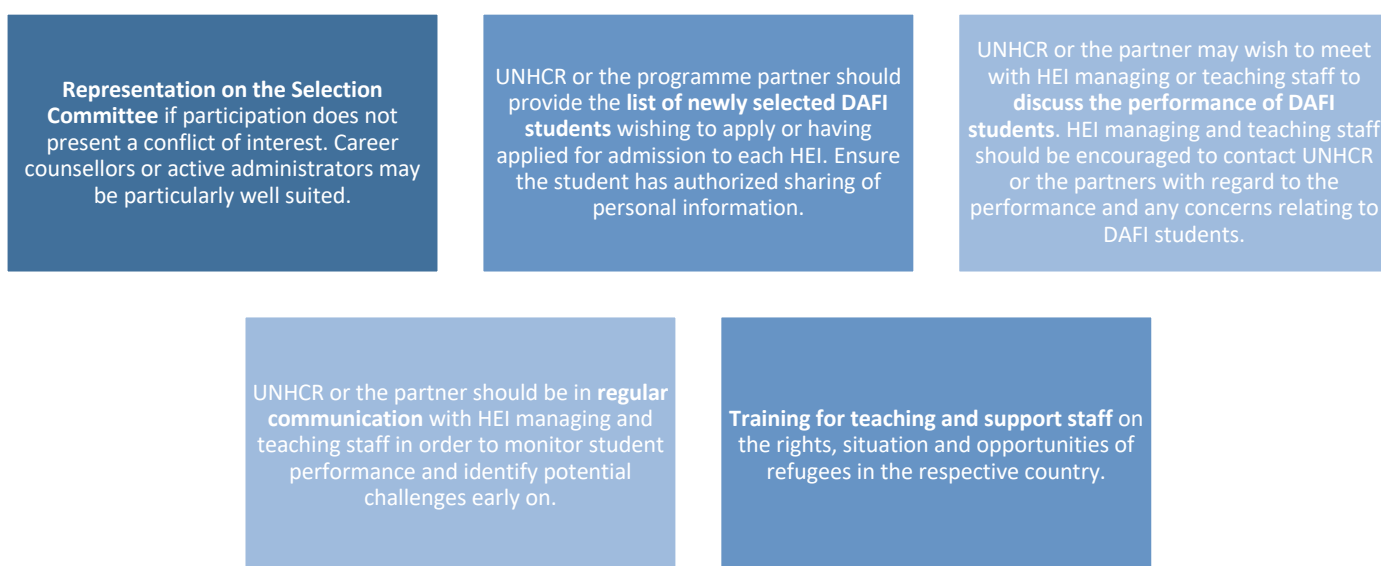 Representation on the Selection
Committee if participation does not
present a conflict of interest. Career
counsellors or active administrators may
be particularly well suited.
UNHCR or the programme partner should
provide the list of newly selected DAFI
students wishing to apply or having
applied for admission to each HEI. Ensure
the student has authorized sharing of
personal information.
UNHCR or the partner may wish to meet
with HEI managing or teaching staff to
discuss the performance of DAFI
students. HEI managing and teaching staff
should be encouraged to contact UNHCR
or the partners with regard to the
performance and any concerns relating to
DAFI students.
UNHCR or the partner should be in regular
communication with HEI managing and
teaching staff in order to monitor student
performance and identify potential
challenges early on.
Training for teaching and support staff on
the rights, situation and opportunities of
refugees in the respective country.